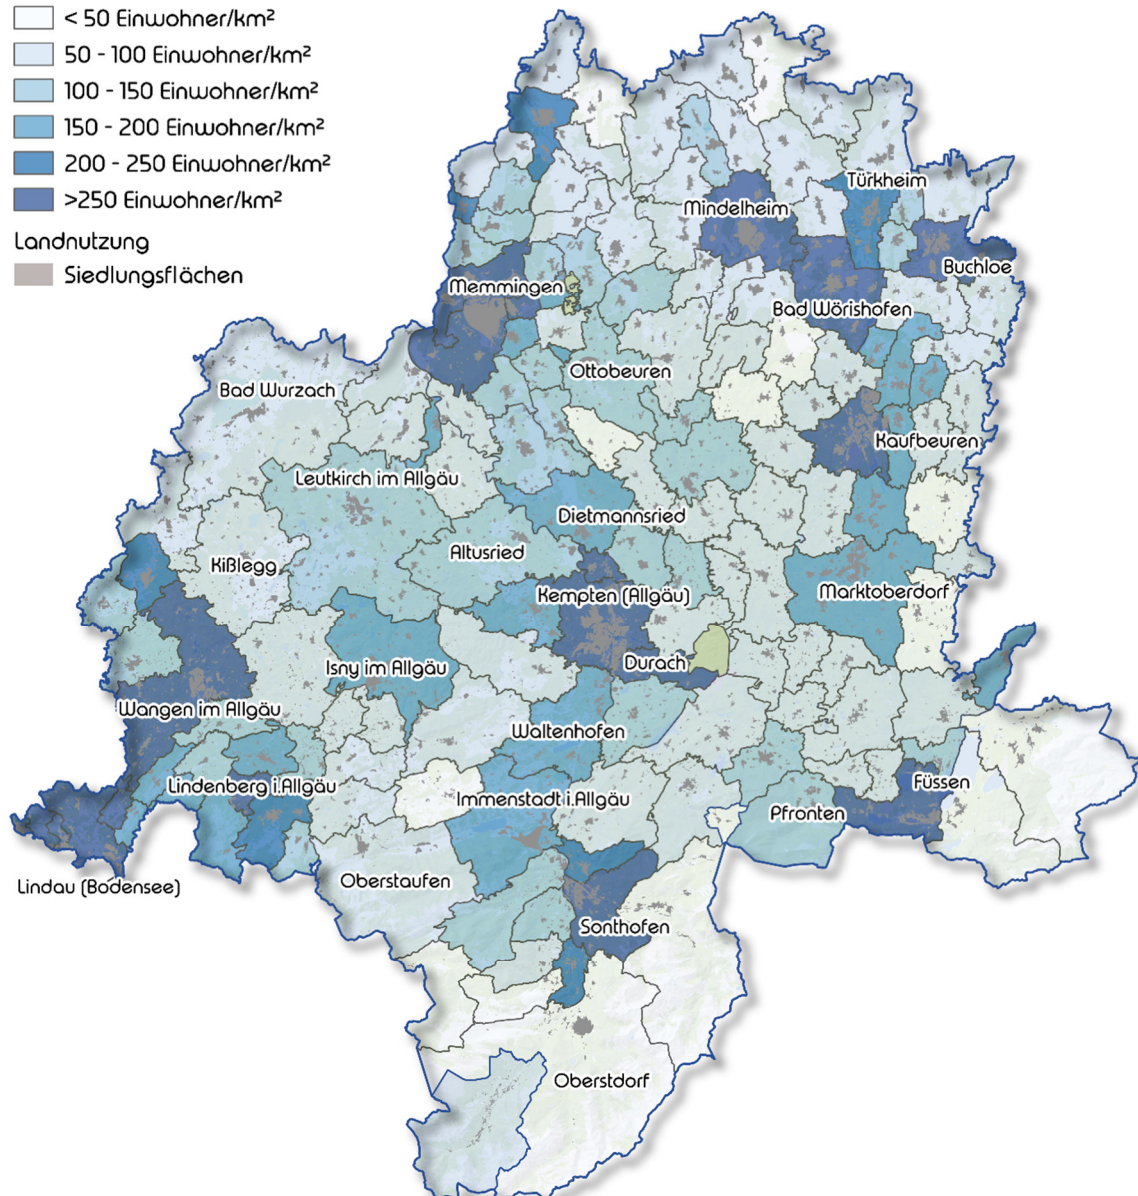 < 50 Einwohner/km²
50 - 100 Einwohner/km²
100 - 150 Einwohner/km²
150 - 200 Einwohner/km²
200 - 250 Einwohner/km²
>250 Einwohner/km²
Landnutzung
Siedlungsflächen
Türkheim
Mindelheim
Buchloe
Memmingen
Bad Wörishofen
Ottobeuren
Bad Wurzach
Kaufbeuren
Leutkirch im Allgäu
Dietmannsried
Altusried
Kißlegg
Kempten (Allgäu)
Marktoberdorf
Durach
Isny im Allgäu
Wangen im Allgäu
Waltenhofen
Lindenberg i.Allgäu
Füssen
Immenstadt i.Allgäu
Pfronten
Oberstaufen
Lindau (Bodensee)
Sonthofen
Oberstdorf